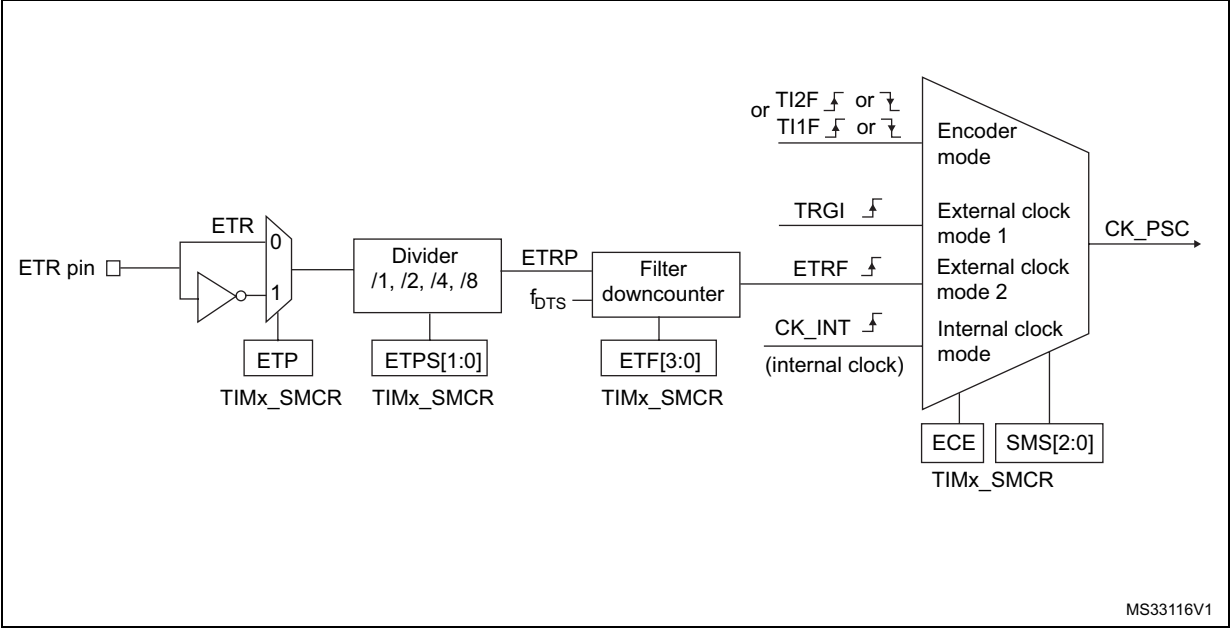 or TI2F or
TI1F or
Encoder
mode
TRGI
External clock
mode 1
CK_PSC
ETR
0
ETR pin
1
Divider
/1, /2, /4, /8
ETRP
fDTS
Filter
downcounter
ETRF
External clock
mode 2
CK_INT
(internal clock)
Internal clock
mode
ETP
TIMx_SMCR
ETPS[1:0]
TIMx_SMCR
ETF[3:0]
TIMx_SMCR
ECE
SMS[2:0]
TIMx_SMCR
MS33116V1